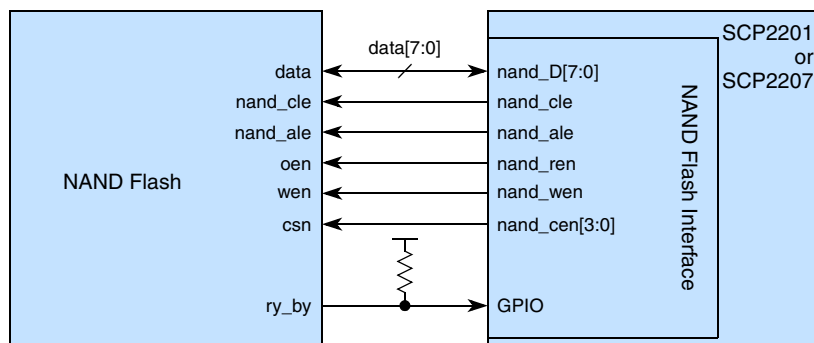 SCP2201
or
SCP2207
data[7:0]
data
nand_D[7:0]
nand_cle
nand_cle
nand_ale
nand_ale
oen
nand_ren
wen
nand_wen
csn
nand_cen[3:0]
ry_by
GPIO
NAND Flash
NAND Flash Interface